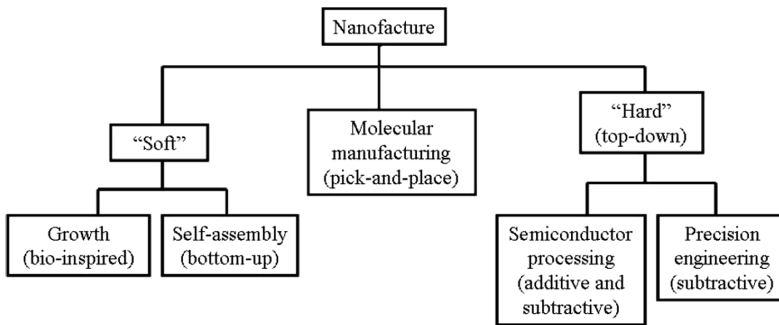 Nanofacture
“Soft”
Molecular
manufacturing
(pick-and-place)
“Hard”
(top-down)
Growth
(bio-inspired)
Self-assembly
(bottom-up)
Semiconductor
processing
(additive and
subtractive)
Precision
engineering
(subtractive)